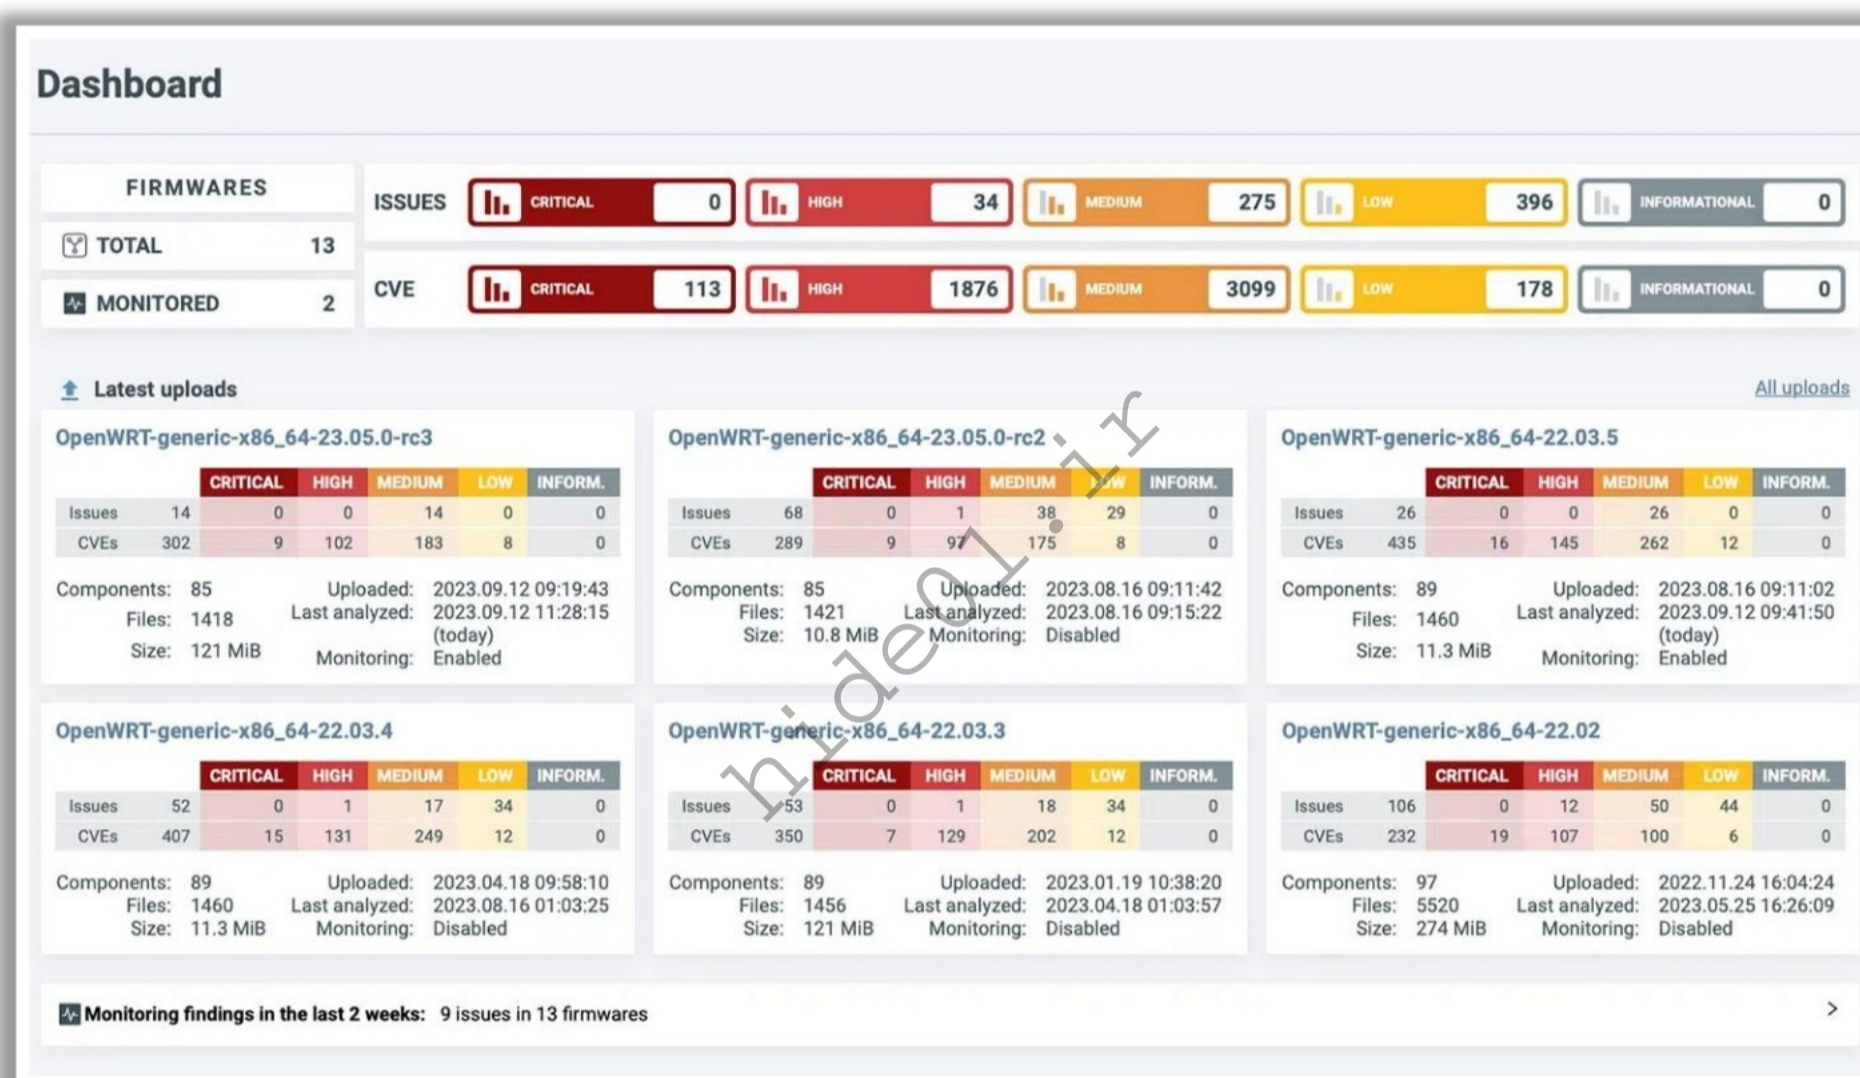 Dashboard
FIRMWARES
TOTAL 13
MONITORED 2
ISSUES CRITICAL 0 HIGH 34 MEDIUM 275 LOW 396 INFORMATIONAL 0
CVE CRITICAL 113 HIGH 1876 MEDIUM 3099 LOW 178 INFORMATIONAL 0
Latest uploads
All uploads
OpenWRT-generic-x86_64-23.05.0-rc3
CRITICAL HIGH MEDIUM LOW INFORM.
Issues 14 0 0 14 0 0
CVEs 302 9 102 183 8 0
Components: 85
Files: 1418
Size: 121 MiB
Uploaded: 2023.09.12 09:19:43
Last analyzed: 2023.09.12 11:28:15
(today)
Monitoring: Enabled
OpenWRT-generic-x86_64-23.05.0-rc2
CRITICAL HIGH MEDIUM LOW INFORM.
Issues 68 0 1 38 29 0
CVEs 289 9 97 175 8 0
Components: 85
Files: 1421
Size: 10.8 MiB
Uploaded: 2023.08.16 09:11:42
Last analyzed: 2023.08.16 09:15:22
Monitoring: Disabled
OpenWRT-generic-x86_64-22.03.5
CRITICAL HIGH MEDIUM LOW INFORM.
Issues 26 0 0 26 0 0
CVEs 435 16 145 262 12 0
Components: 89
Files: 1460
Size: 11.3 MiB
Uploaded: 2023.08.16 09:11:02
Last analyzed: 2023.09.12 09:41:50
(today)
Monitoring: Enabled
OpenWRT-generic-x86_64-22.03.4
CRITICAL HIGH MEDIUM LOW INFORM.
Issues 52 0 1 17 34 0
CVEs 407 15 131 249 12 0
Components: 89
Files: 1460
Size: 11.3 MiB
Uploaded: 2023.04.18 09:58:10
Last analyzed: 2023.08.16 01:03:25
Monitoring: Disabled
OpenWRT-generic-x86_64-22.03.3
CRITICAL HIGH MEDIUM LOW INFORM.
Issues 53 0 1 18 34 0
CVEs 350 7 129 202 12 0
Components: 89
Files: 1456
Size: 121 MiB
Uploaded: 2023.01.19 10:38:20
Last analyzed: 2023.04.18 01:03:57
Monitoring: Disabled
OpenWRT-generic-x86_64-22.02
CRITICAL HIGH MEDIUM LOW INFORM.
Issues 106 0 12 50 44 0
CVEs 232 19 107 100 6 0
Components: 97
Files: 5520
Size: 274 MiB
Uploaded: 2022.11.24 16:04:24
Last analyzed: 2023.05.25 16:26:09
Monitoring: Disabled
Monitoring findings in the last 2 weeks: 9 issues in 13 firmwares
hide01.ir